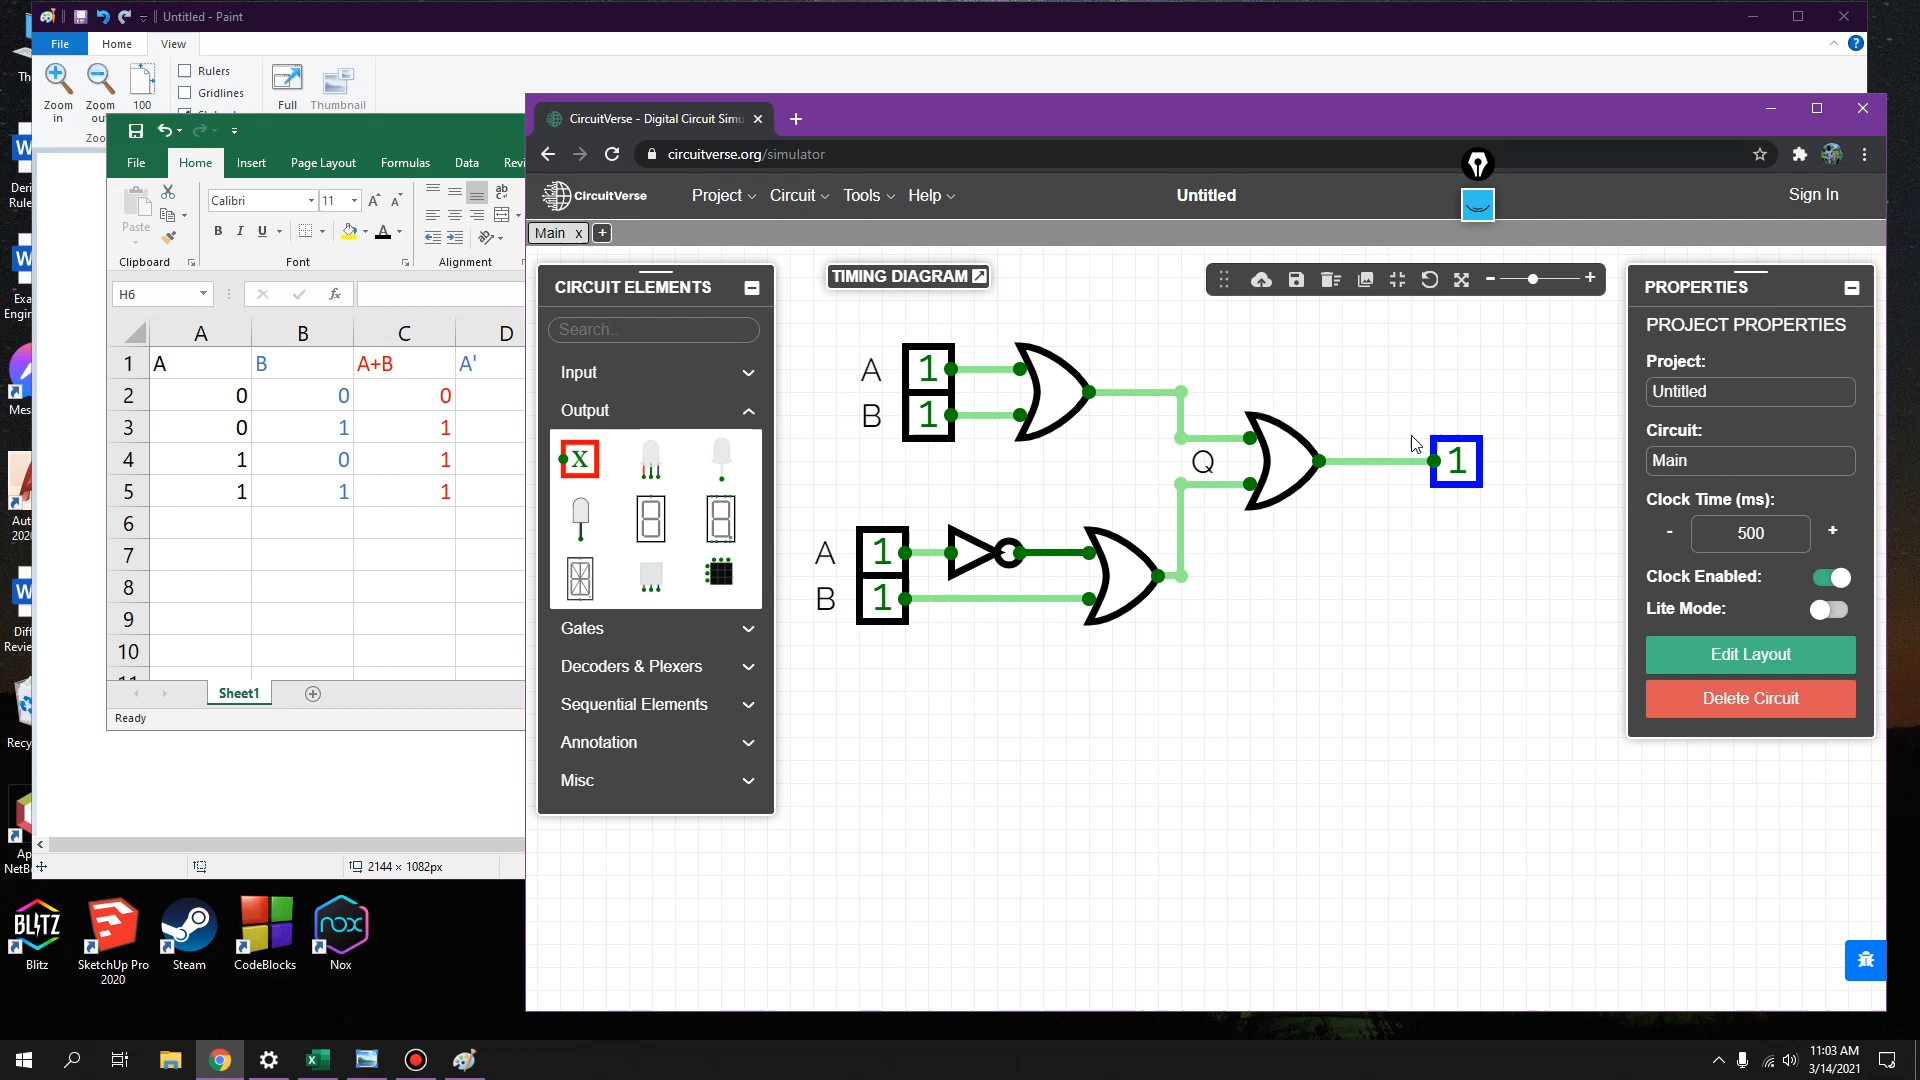 Untitled - Paint
File Home View
Rulers
Gridlines
Zoom in
Zoom
100
Full
Thumbnail
File Home Insert Page Layout Formulas Data
Paste
Calibri 11
B I U
Clipboard Font Alignment
H6 fx
A B C D
1 A B A+B A'
2 0 0 0
3 0 1 1
4 1 0 1
5 1 1 1
6
7
8
9
10
Sheet1
Ready
2144 × 1082px
CircuitVerse - Digital Circuit Simu
circuitverse.org/simulator
CircuitVerse Project Circuit Tools Help Untitled Sign In
Main x +
CIRCUIT ELEMENTS
Search..
Input
Output
X
Gates
Decoders & Plexers
Sequential Elements
Annotation
Misc
TIMING DIAGRAM
A 1
B 1
Q
1
A 1
B 1
PROPERTIES
PROJECT PROPERTIES
Project:
Untitled
Circuit:
Main
Clock Time (ms):
- 500 +
Clock Enabled:
Lite Mode:
Edit Layout
Delete Circuit
BLITZ
Blitz
SketchUp Pro
2020
Steam
CodeBlocks
nox
Nox
11:03 AM
3/14/2021